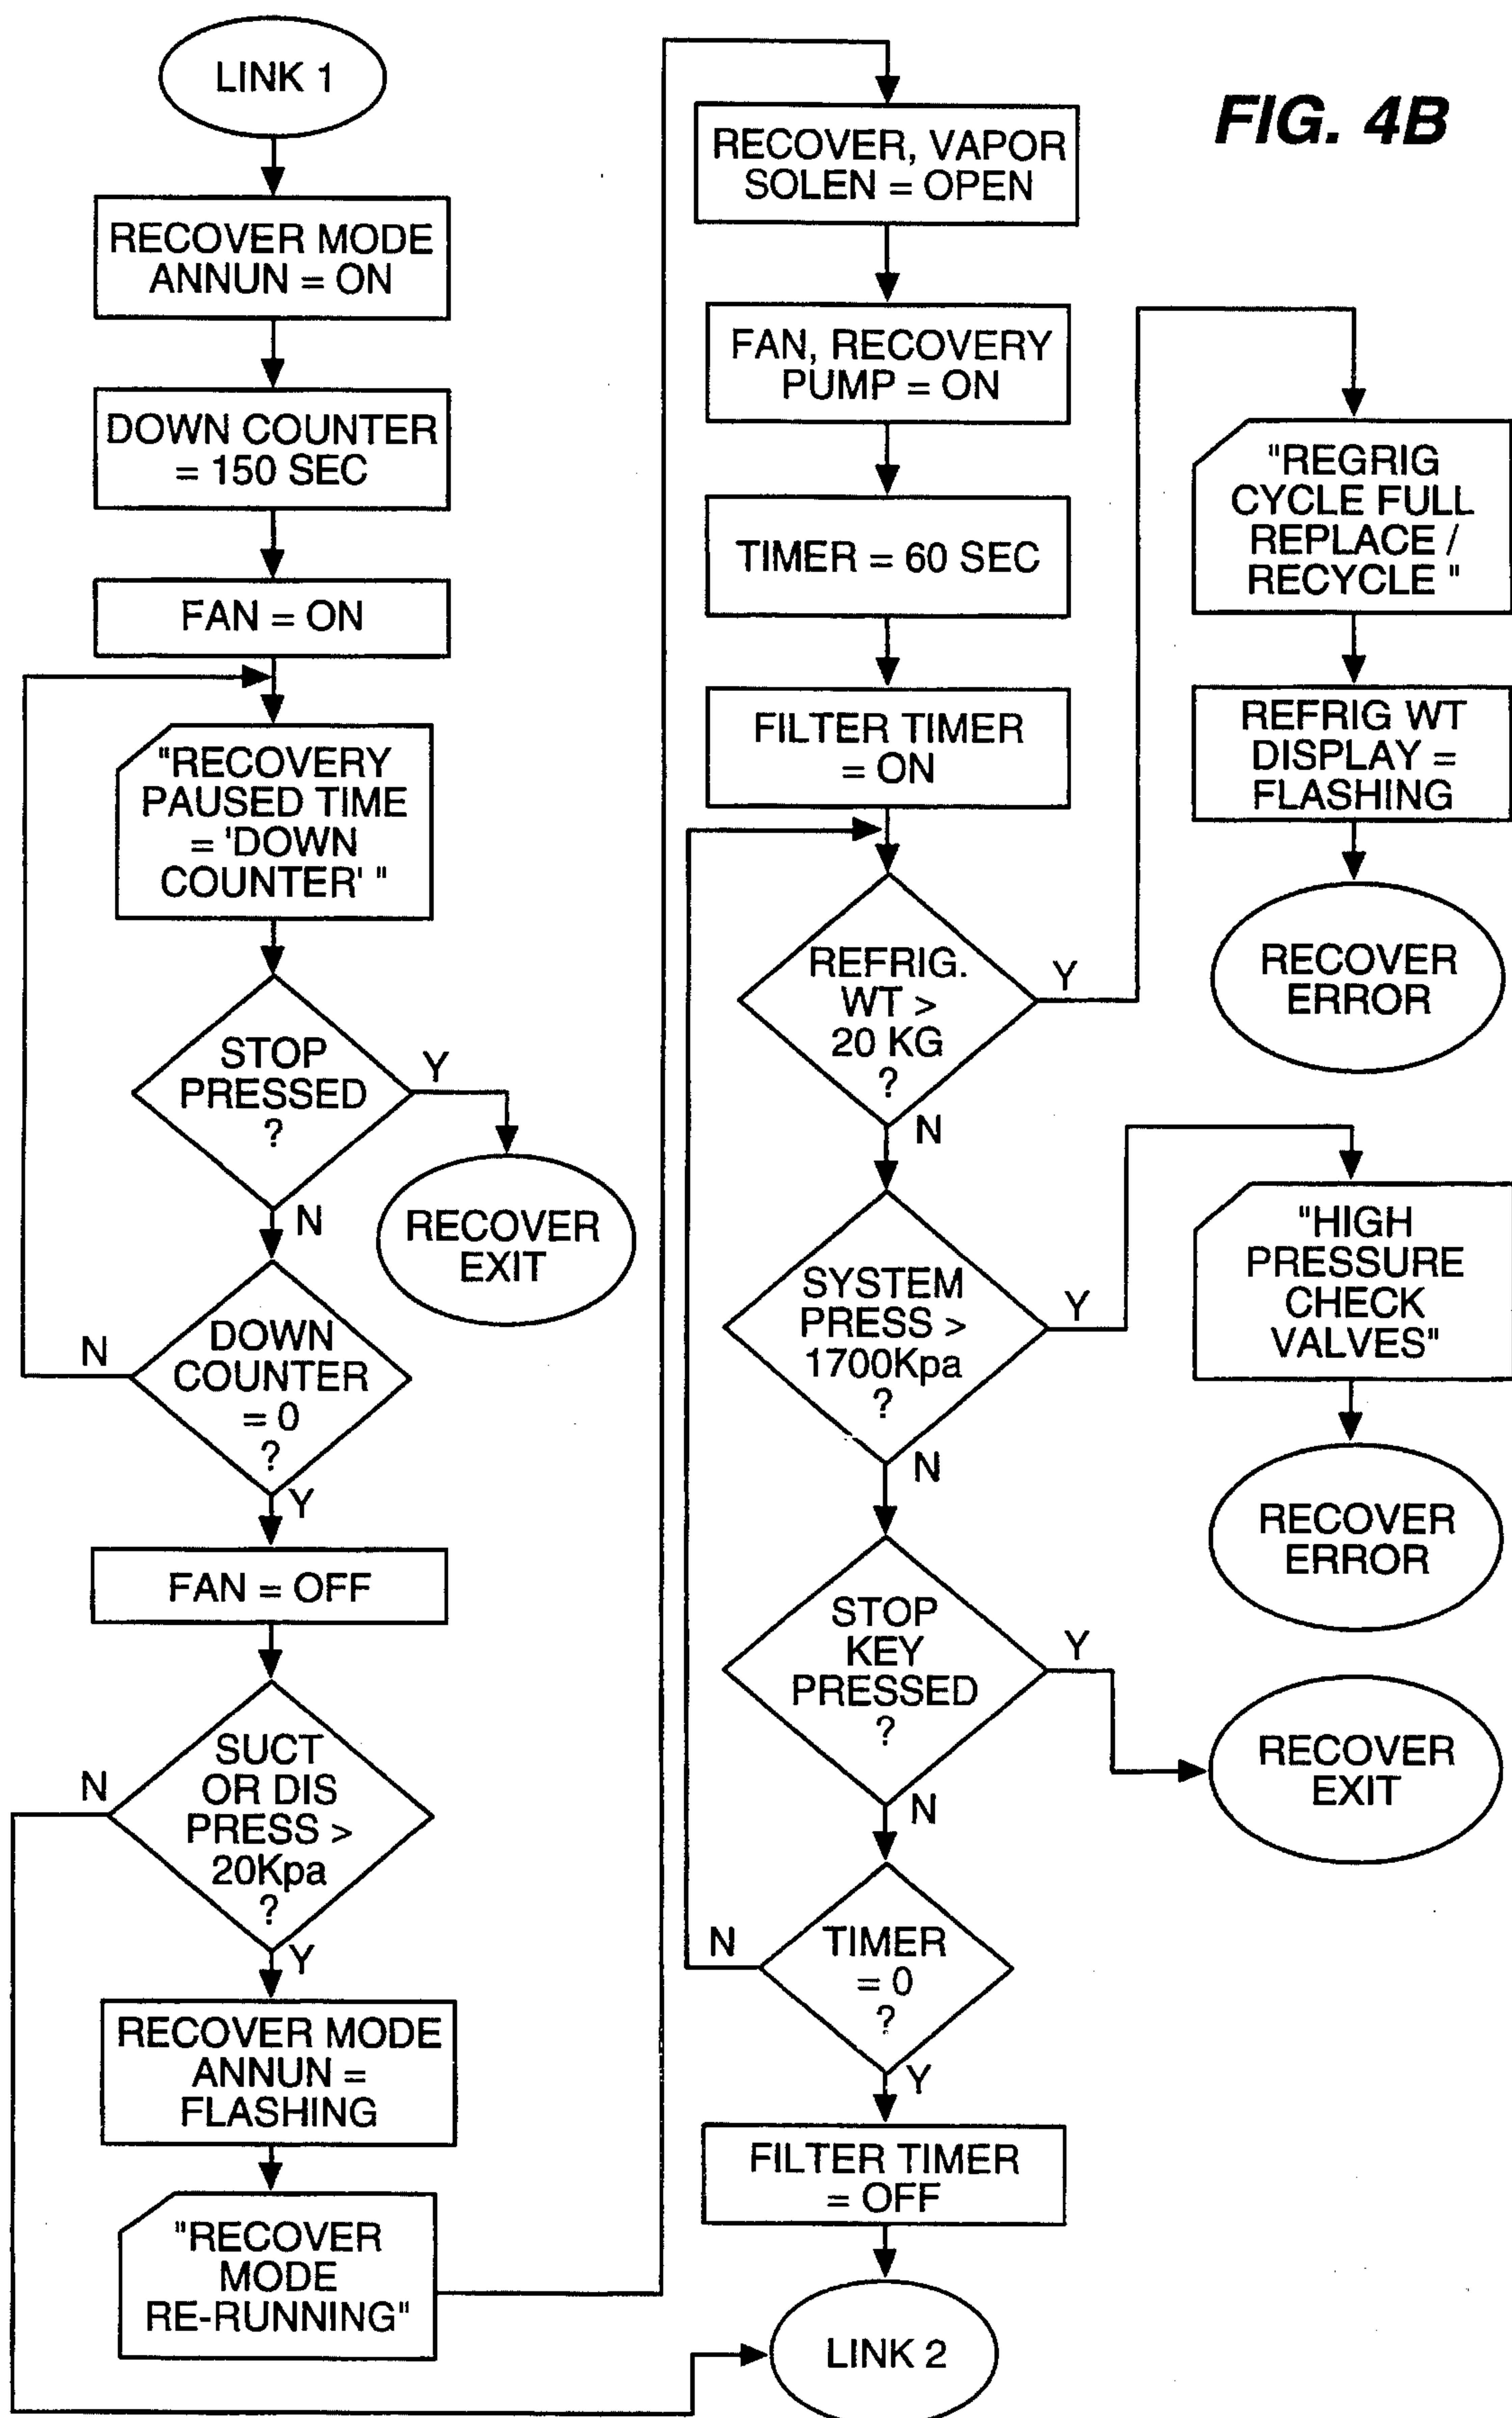 FIG. 4B
LINK 1
RECOVER MODE
ANNUN = ON
DOWN COUNTER
= 150 SEC
FAN = ON
"RECOVERY
PAUSED TIME
= 'DOWN
COUNTER' "
STOP
PRESSED
?
Y
N
RECOVER
EXIT
DOWN
COUNTER
= 0
?
N
Y
FAN = OFF
SUCT
OR DIS
PRESS >
20Kpa
?
N
Y
RECOVER MODE
ANNUN =
FLASHING
"RECOVER
MODE
RE-RUNNING"
RECOVER, VAPOR
SOLEN = OPEN
FAN, RECOVERY
PUMP = ON
TIMER = 60 SEC
FILTER TIMER
= ON
REFRIG.
WT >
20 KG
?
Y
N
"REGRIG
CYCLE FULL
REPLACE /
RECYCLE "
REFRIG WT
DISPLAY =
FLASHING
RECOVER
ERROR
SYSTEM
PRESS >
1700Kpa
?
Y
N
"HIGH
PRESSURE
CHECK
VALVES"
RECOVER
ERROR
STOP
KEY
PRESSED
?
Y
N
RECOVER
EXIT
TIMER
= 0
?
N
Y
FILTER TIMER
= OFF
LINK 2